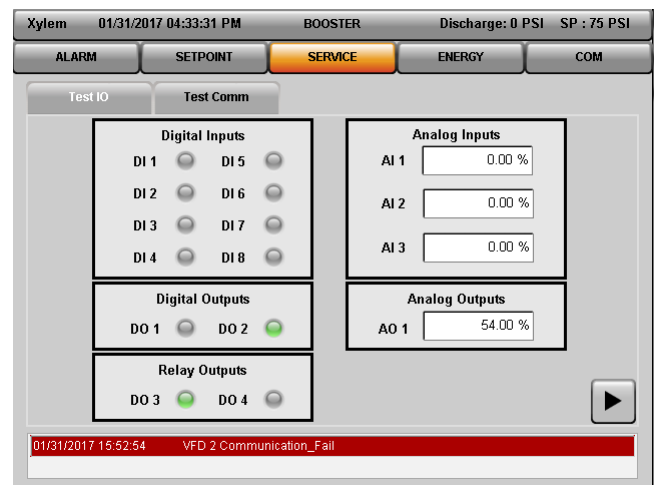 Xylem 01/31/2017 04:33:31 PM BOOSTER Discharge: 0 PSI SP : 75 PSI
ALARM SETPOINT SERVICE ENERGY COM
Test IO Test Comm
Digital Inputs
DI 1 DI 5
DI 2 DI 6
DI 3 DI 7
DI 4 DI 8
Analog Inputs
AI 1 0.00 %
AI 2 0.00 %
AI 3 0.00 %
Digital Outputs
DO 1 DO 2
Analog Outputs
AO 1 54.00 %
Relay Outputs
DO 3 DO 4
01/31/2017 15:52:54 VFD 2 Communication_Fail